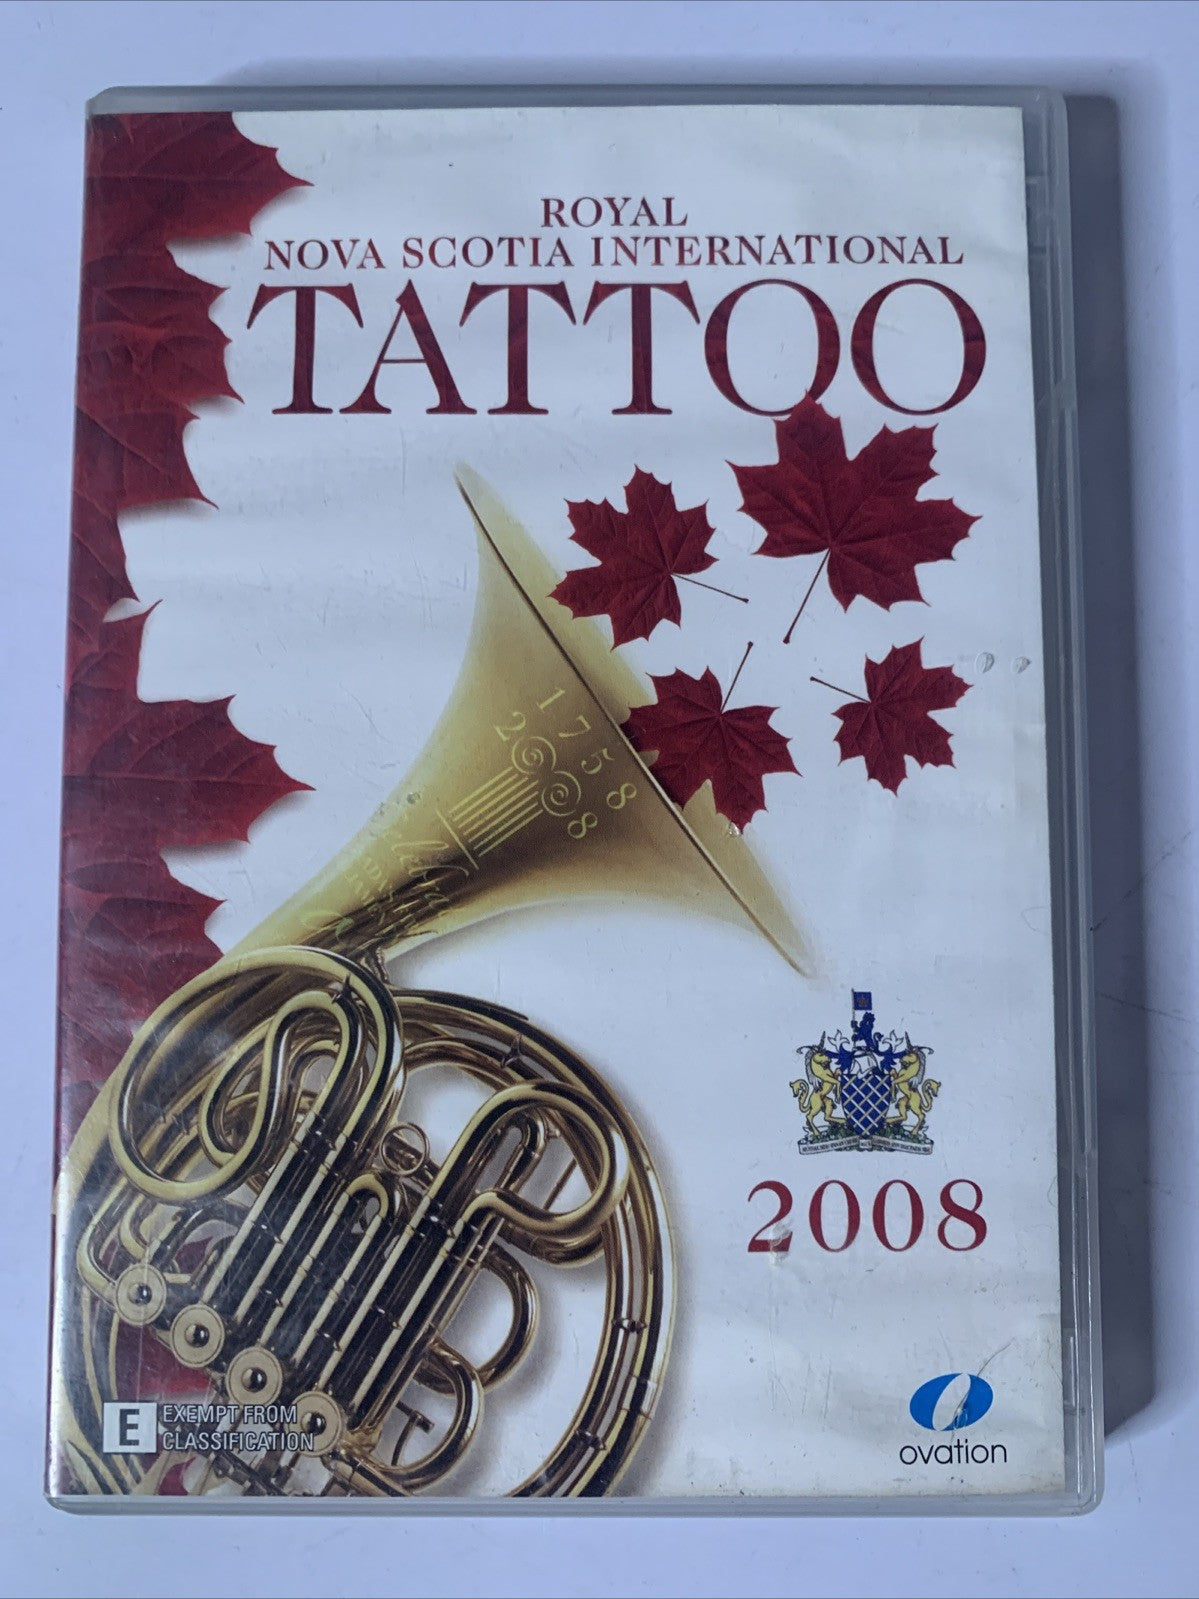 ROYAL
NOVA SCOTIA INTERNATIONAL
TATTOO
1758
2008
2008
E
EXEMPT FROM
CLASSIFICATION
ovation